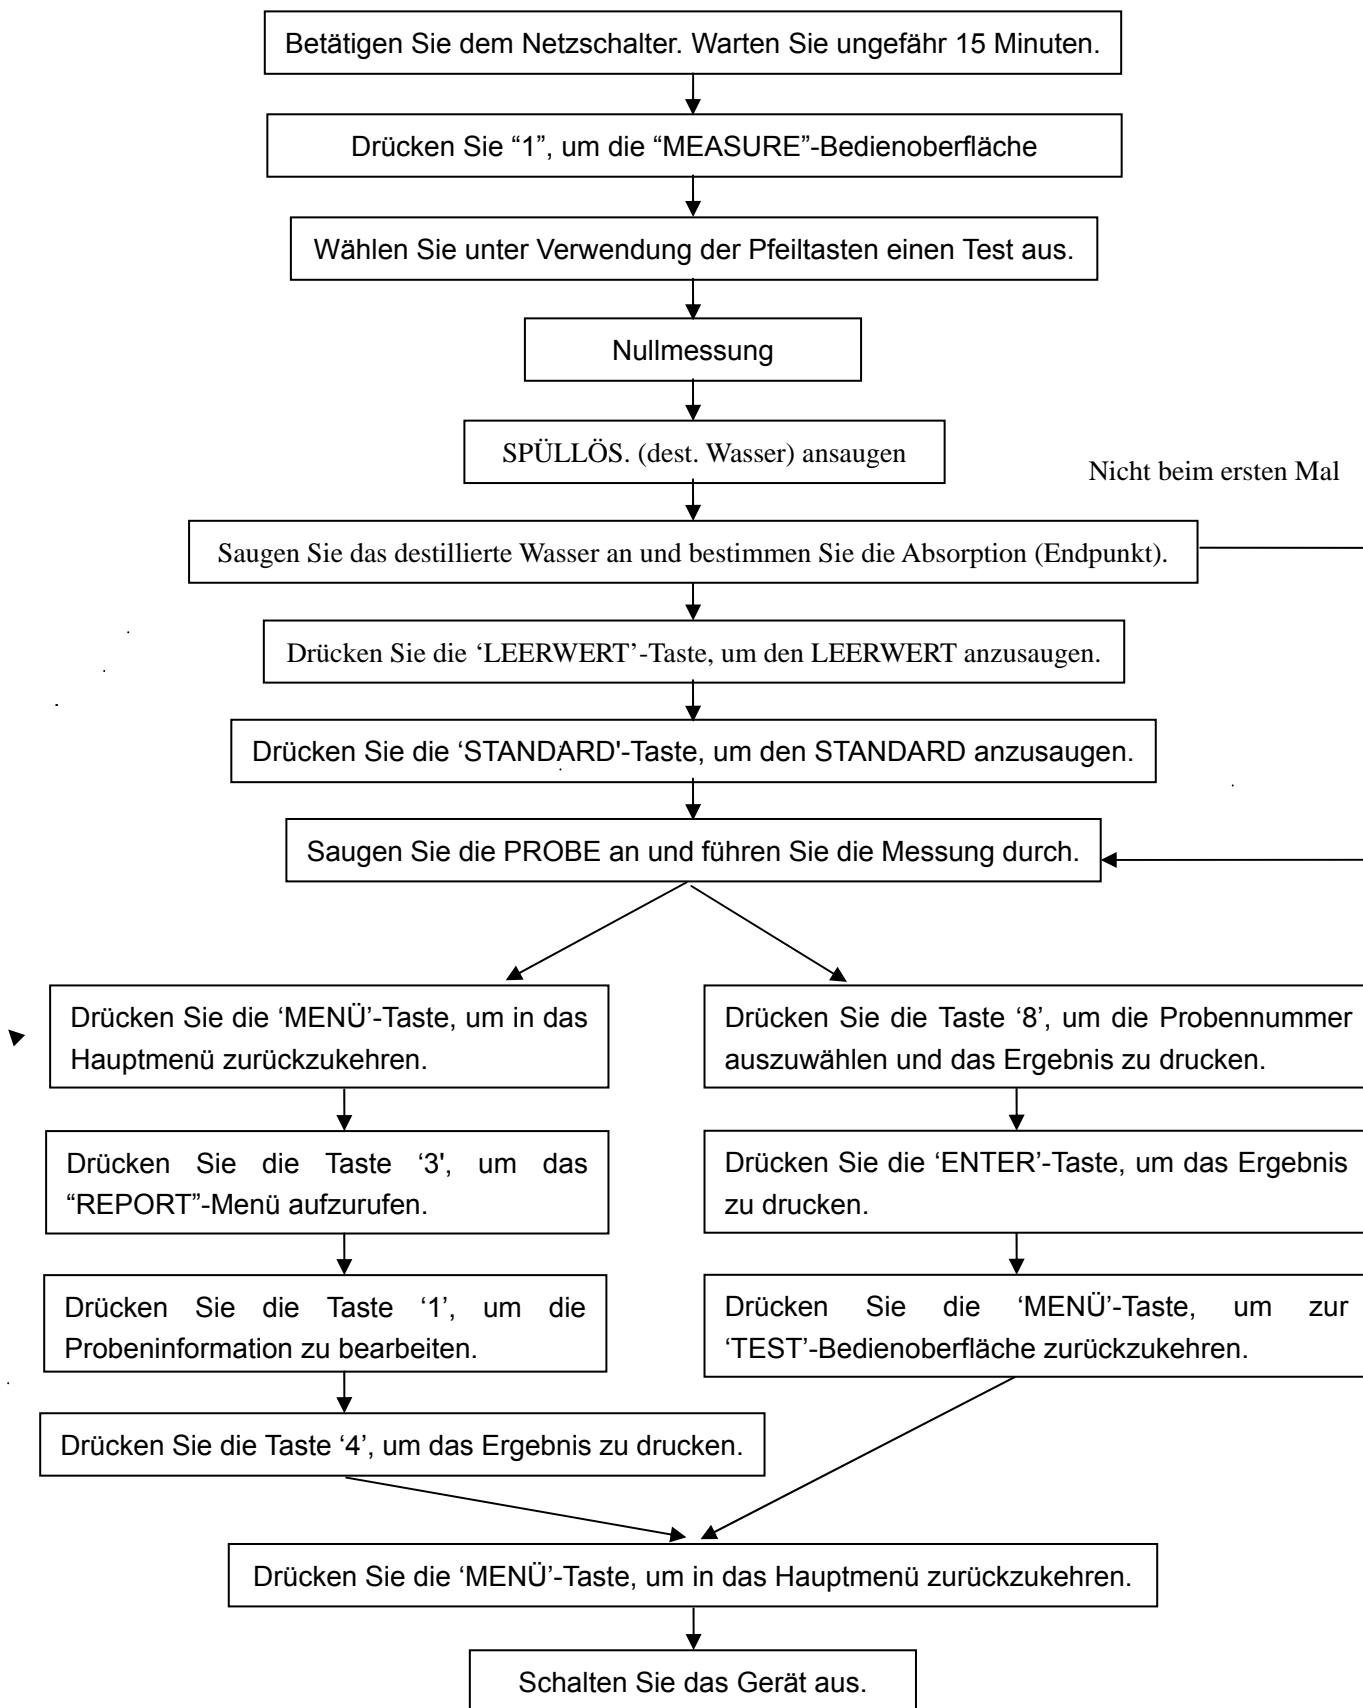 Betätigen Sie dem Netzschalter. Warten Sie ungefähr 15 Minuten.
Drücken Sie “1”, um die “MEASURE”-Bedienoberfläche
Wählen Sie unter Verwendung der Pfeiltasten einen Test aus.
Nullmessung
SPÜLLÖS. (dest. Wasser) ansaugen
Nicht beim ersten Mal
Saugen Sie das destillierte Wasser an und bestimmen Sie die Absorption (Endpunkt).
Drücken Sie die ‘LEERWERT’-Taste, um den LEERWERT anzusaugen.
Drücken Sie die ‘STANDARD'-Taste, um den STANDARD anzusaugen.
Saugen Sie die PROBE an und führen Sie die Messung durch.
Drücken Sie die ‘MENÜ’-Taste, um in das
Hauptmenü zurückzukehren.
Drücken Sie die Taste ‘8’, um die Probennummer
auszuwählen und das Ergebnis zu drucken.
Drücken Sie die Taste ‘3', um das
“REPORT”-Menü aufzurufen.
Drücken Sie die ‘ENTER’-Taste, um das Ergebnis
zu drucken.
Drücken Sie die Taste ‘1’, um die
Probeninformation zu bearbeiten.
Drücken Sie die ‘MENÜ’-Taste, um zur
‘TEST’-Bedienoberfläche zurückzukehren.
Drücken Sie die Taste ‘4’, um das Ergebnis zu drucken.
Drücken Sie die ‘MENÜ’-Taste, um in das Hauptmenü zurückzukehren.
Schalten Sie das Gerät aus.